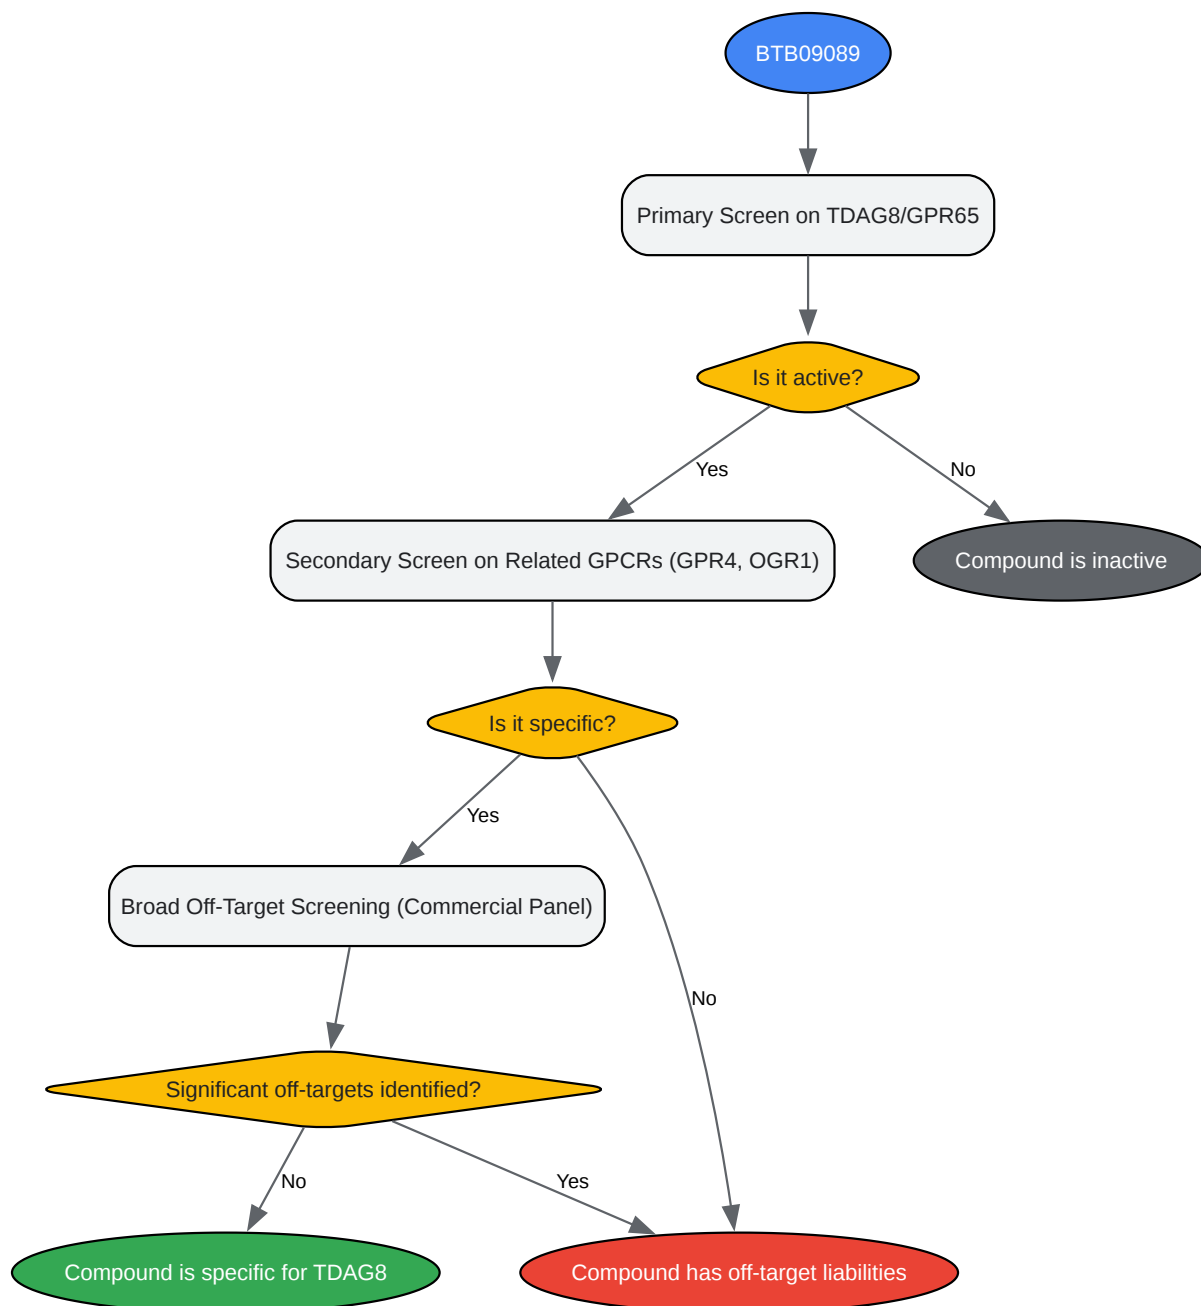 BTB09089
Primary Screen on TDAG8/GPR65
Is it active?
Yes
No
Secondary Screen on Related GPCRs (GPR4, OGR1)
Compound is inactive
Is it specific?
Yes
Broad Off-Target Screening (Commercial Panel)
No
Significant off-targets identified?
No
Yes
Compound is specific for TDAG8
Compound has off-target liabilities